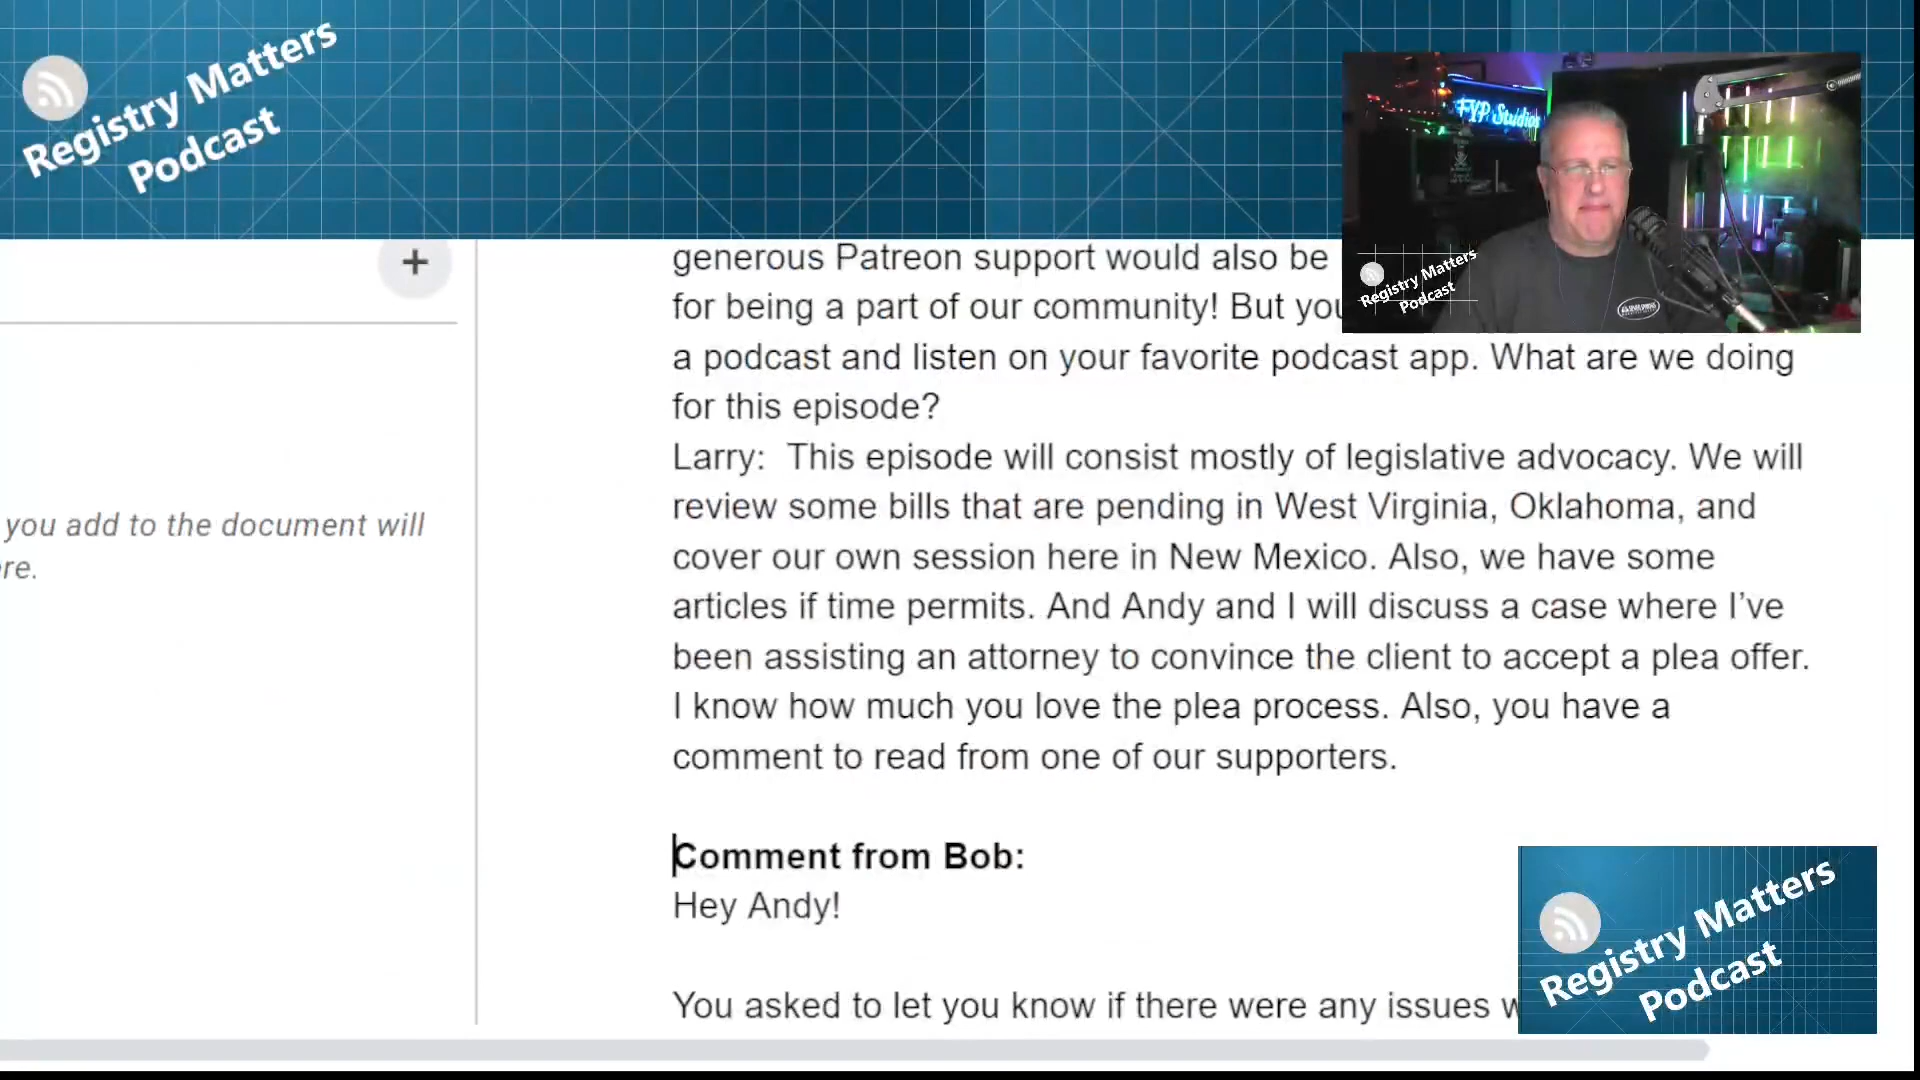 Registry Matters
Podcast
FYP Studios
Registry Matters
Podcast
generous Patreon support would also be
for being a part of our community! But you
a podcast and listen on your favorite podcast app. What are we doing
for this episode?
Larry:  This episode will consist mostly of legislative advocacy. We will
review some bills that are pending in West Virginia, Oklahoma, and
cover our own session here in New Mexico. Also, we have some
articles if time permits. And Andy and I will discuss a case where I’ve
been assisting an attorney to convince the client to accept a plea offer.
I know how much you love the plea process. Also, you have a
comment to read from one of our supporters.
you add to the document will
re.
Comment from Bob:
Hey Andy!
You asked to let you know if there were any issues
Registry Matters
Podcast